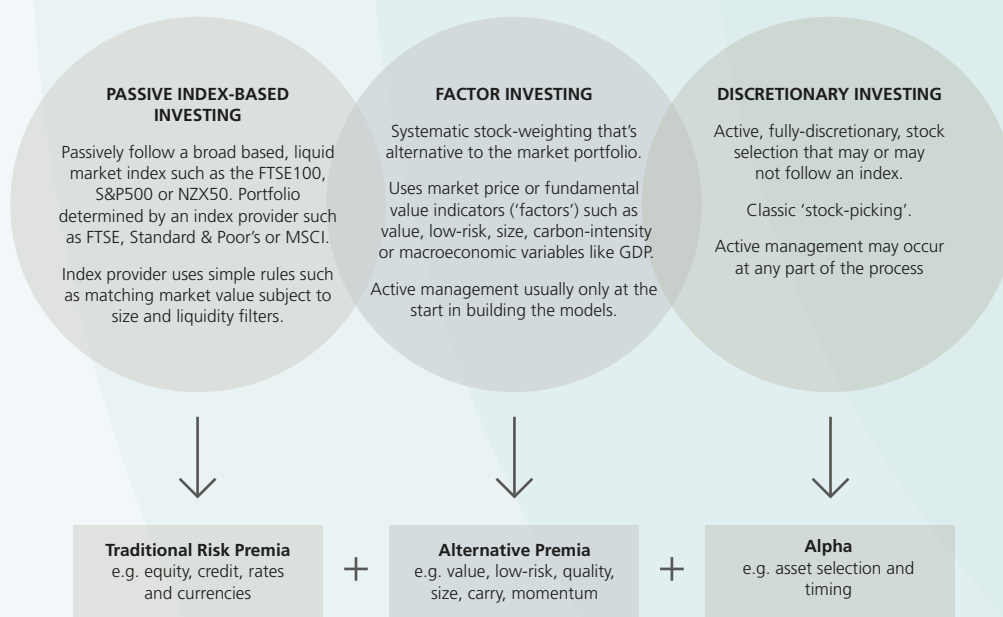 PASSIVE INDEX-BASED
INVESTING
Passively follow a broad based, liquid
market index such as the FTSE100,
S&P500 or NZX50. Portfolio
determined by an index provider such
as FTSE, Standard & Poor’s or MSCI.
Index provider uses simple rules such
as matching market value subject to
size and liquidity filters.
FACTOR INVESTING
Systematic stock-weighting that’s
alternative to the market portfolio.
Uses market price or fundamental
value indicators (‘factors’) such as
value, low-risk, size, carbon-intensity
or macroeconomic variables like GDP.
Active management usually only at the
start in building the models.
DISCRETIONARY INVESTING
Active, fully-discretionary, stock
selection that may or may
not follow an index.
Classic ‘stock-picking’.
Active management may occur
at any part of the process
Traditional Risk Premia
e.g. equity, credit, rates
and currencies
+
Alternative Premia
e.g. value, low-risk, quality,
size, carry, momentum
+
Alpha
e.g. asset selection and
timing